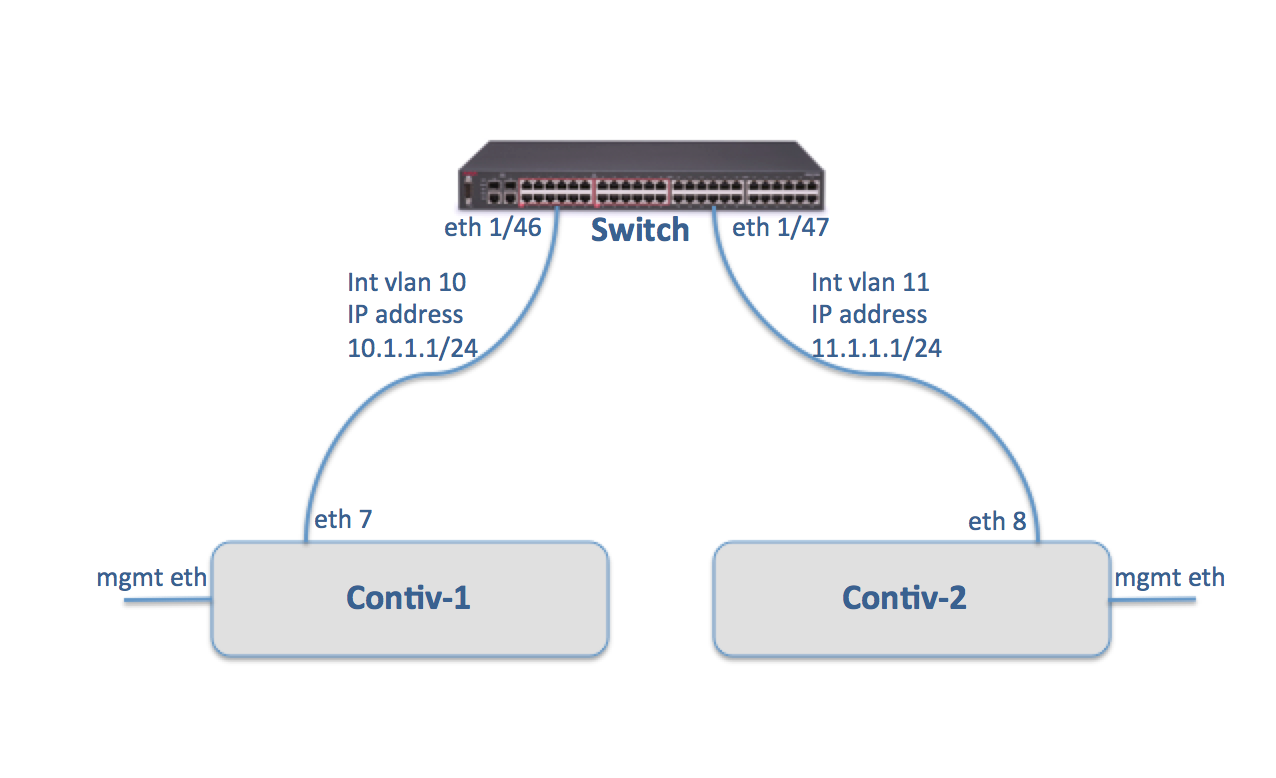 eth 1/46
Switch
eth 1/47
Int vlan 10
IP address
10.1.1.1/24
Int vlan 11
IP address
11.1.1.1/24
eth 7
eth 8
mgmt eth
Contiv-1
Contiv-2
mgmt eth